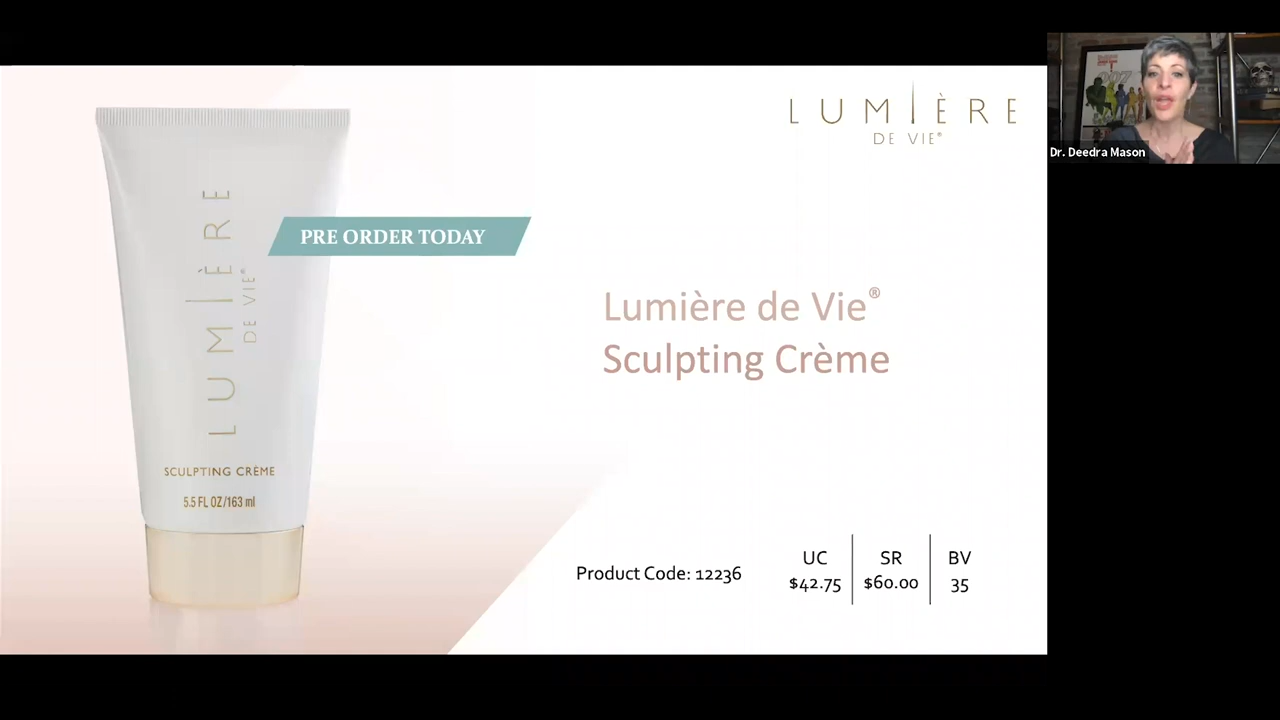 LUMIÈRE
DE VIE®
PRE ORDER TODAY
LUMIÈRE
DE VIE®
SCULPTING CRÈME
5.5 FL OZ/163 ml
Lumière de Vie®
Sculpting Crème
Product Code: 12236
UC
$42.75
SR
$60.00
BV
35
007
Dr. Deedra Mason